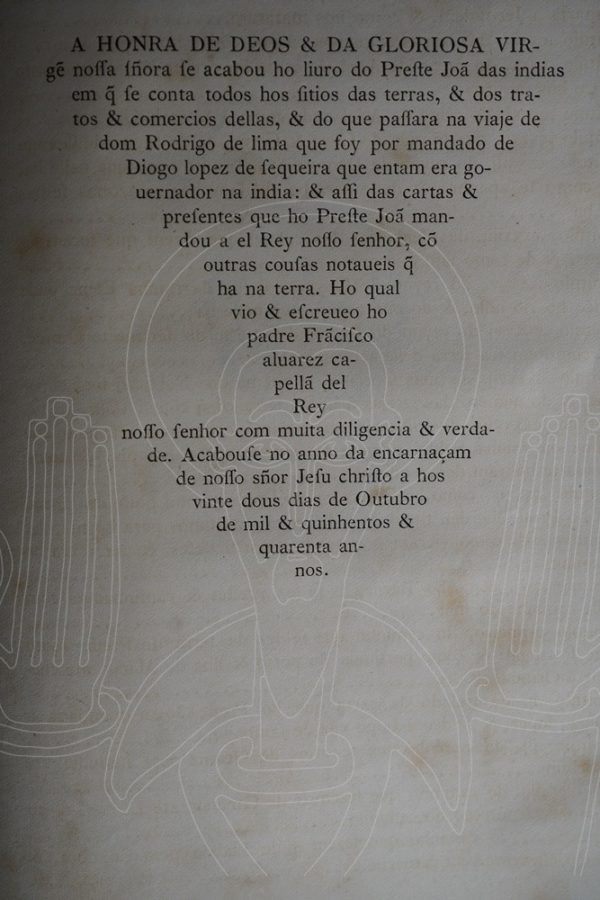 A HONRA DE DEOS & DA GLORIOSA VIR-
gẽ noſſa ſñora ſe acabou ho liuro do Preſte Joã das indias
em q̃ ſe conta todos hos ſitios das terras, & dos tra-
tos & comercios dellas, & do que paſſara na viaje de
dom Rodrigo de lima que foy por mandado de
Diogo lopez de ſequeira que entam era go-
uernador na india: & aſſi das cartas &
preſentes que ho Preſte Joã man-
dou a el Rey noſſo ſenhor, cõ
outras couſas notaueis q̃
ha na terra. Ho qual
vio & eſcreueo ho
padre Frãciſco
aluarez ca-
pellã del
Rey
noſſo ſenhor com muita diligencia & verda-
de. Acabouſe no anno da encarnaçam
de noſſo sñor Jeſu chriſto a hos
vinte dous dias de Outubro
de mil & quinhentos &
quarenta an-
nos.